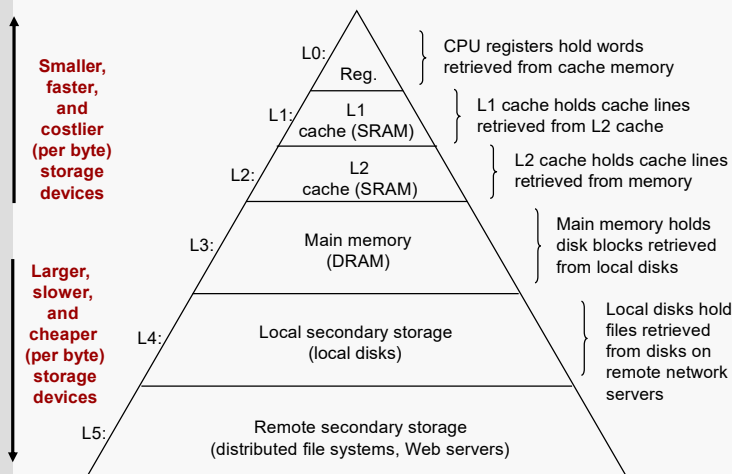 Smaller,
faster,
and
costlier
(per byte)
storage
devices
Larger,
slower,
and
cheaper
(per byte)
storage
devices
L0:
Reg.
CPU registers hold words
retrieved from cache memory
L1:
L1
cache (SRAM)
L1 cache holds cache lines
retrieved from L2 cache
L2:
L2
cache (SRAM)
L2 cache holds cache lines
retrieved from memory
L3:
Main memory
(DRAM)
Main memory holds
disk blocks retrieved
from local disks
L4:
Local secondary storage
(local disks)
Local disks hold
files retrieved
from disks on
remote network
servers
L5:
Remote secondary storage
(distributed file systems, Web servers)